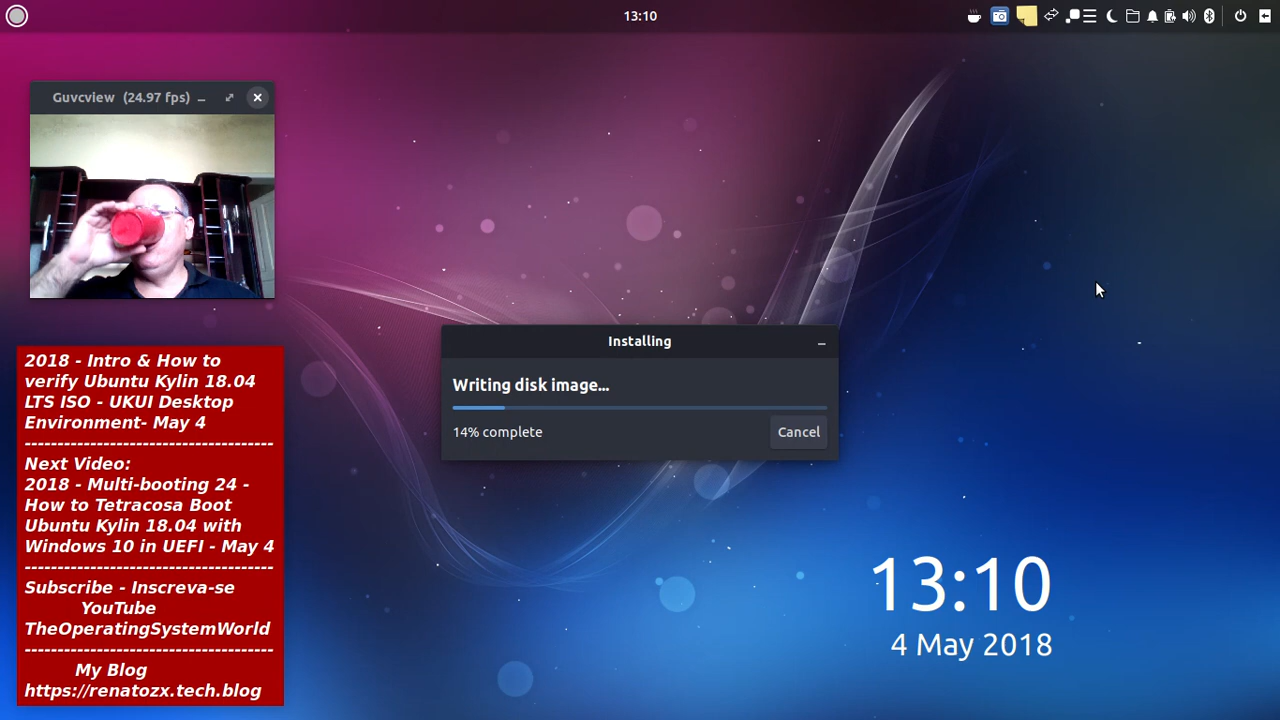 13:10
Guvcview (24.97 fps)
2018 - Intro & How to
verify Ubuntu Kylin 18.04
LTS ISO - UKUI Desktop
Environment- May 4
-------------------------------------
Next Video:
2018 - Multi-booting 24 -
How to Tetracosa Boot
Ubuntu Kylin 18.04 with
Windows 10 in UEFI - May 4
-------------------------------------
Subscribe - Inscreva-se
YouTube
TheOperatingSystemWorld
-------------------------------------
My Blog
https://renatozx.tech.blog
Installing
Writing disk image...
14% complete
Cancel
13:10
4 May 2018